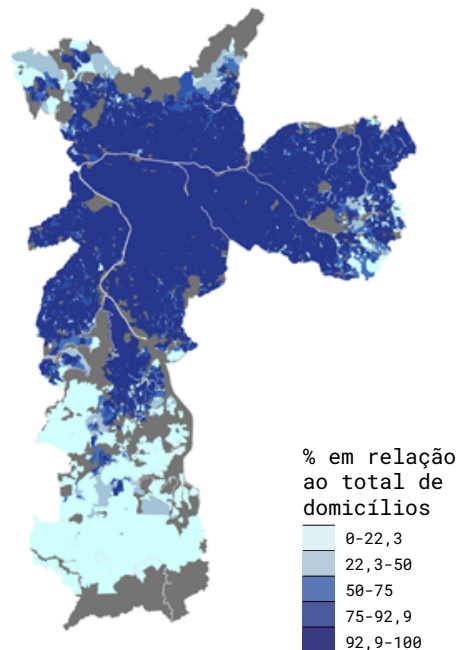 % em relação
ao total de
domicílios
0-22,3
22,3-50
50-75
75-92,9
92,9-100